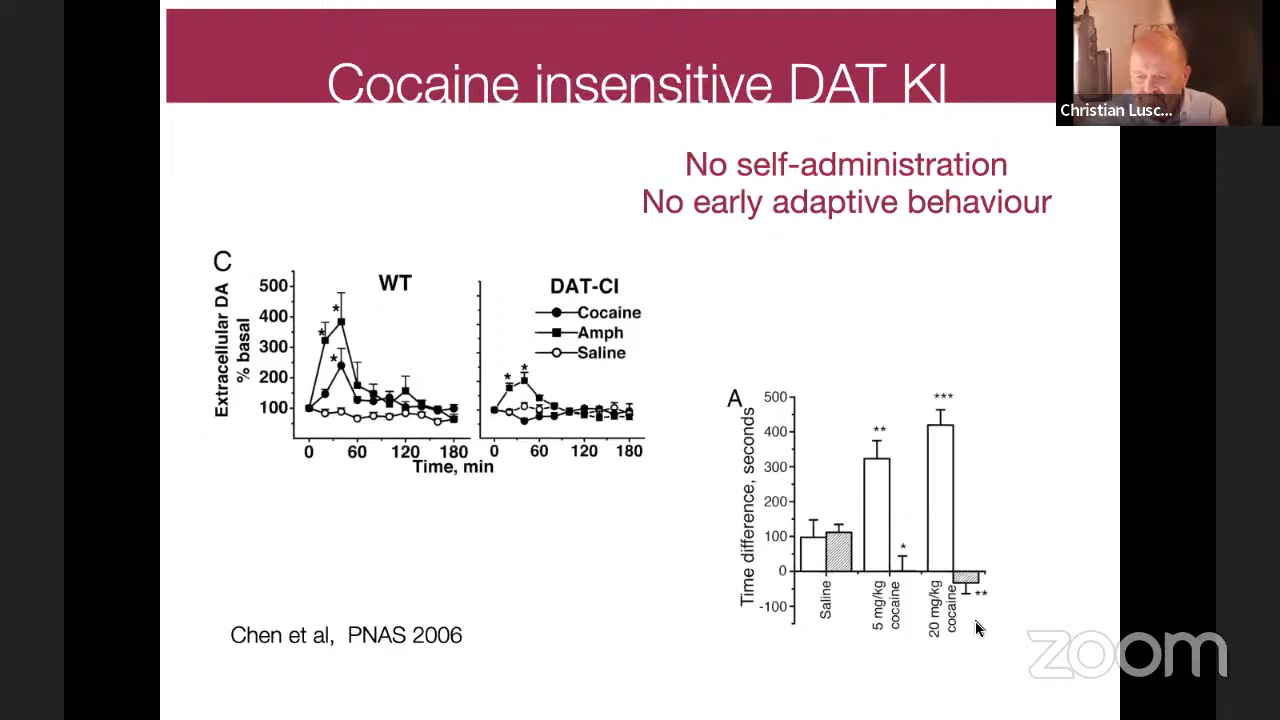 Cocaine insensitive DAT KI
Christian Lusc...
No self-administration
No early adaptive behaviour
C
Extracellular DA
% basal
500
400
300
200
100
WT
*
*
*
0 60 120 180
DAT-CI
Cocaine
Amph
Saline
*
*
0 60 120 180
Time, min
A
Time difference, seconds
500
400
300
200
100
0
-100
**
***
*
**
Saline
5 mg/kg
cocaine
20 mg/kg
cocaine
Chen et al, PNAS 2006
zoom